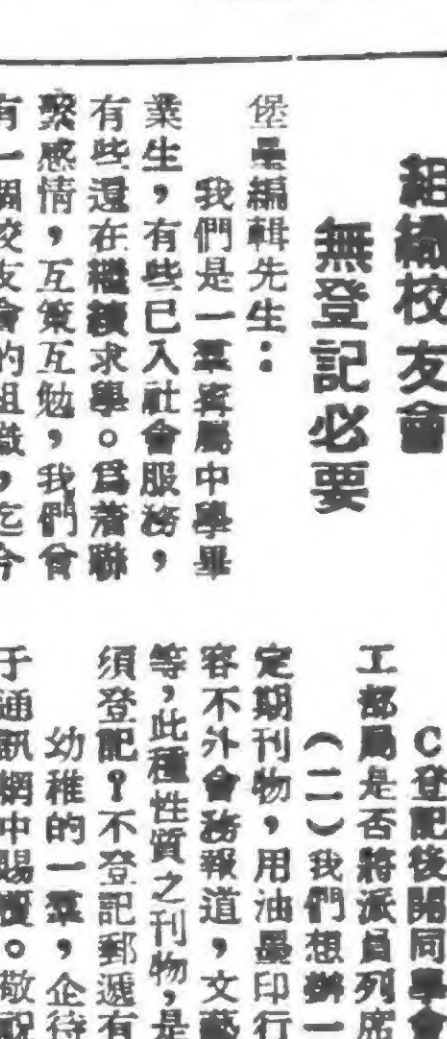 組織校友會
無登記必要
堡壘編輯先生：
我們是一羣寗屬中學畢
業生，有些已入社會服務，
有些還在繼續求學。爲着聯
繫感情，互策互勉，我們曾
有一個校友會的組織，迄今
C登記後開同學會
工部局是否將派員列席
（二）我們想辦一
定期刊物，用油墨印行
容不外會務報道，文藝
等，此種性質之刊物，是
須登記？不登記郵遞有
幼稚的一羣，企待
于通訊網中賜覆。敬祝